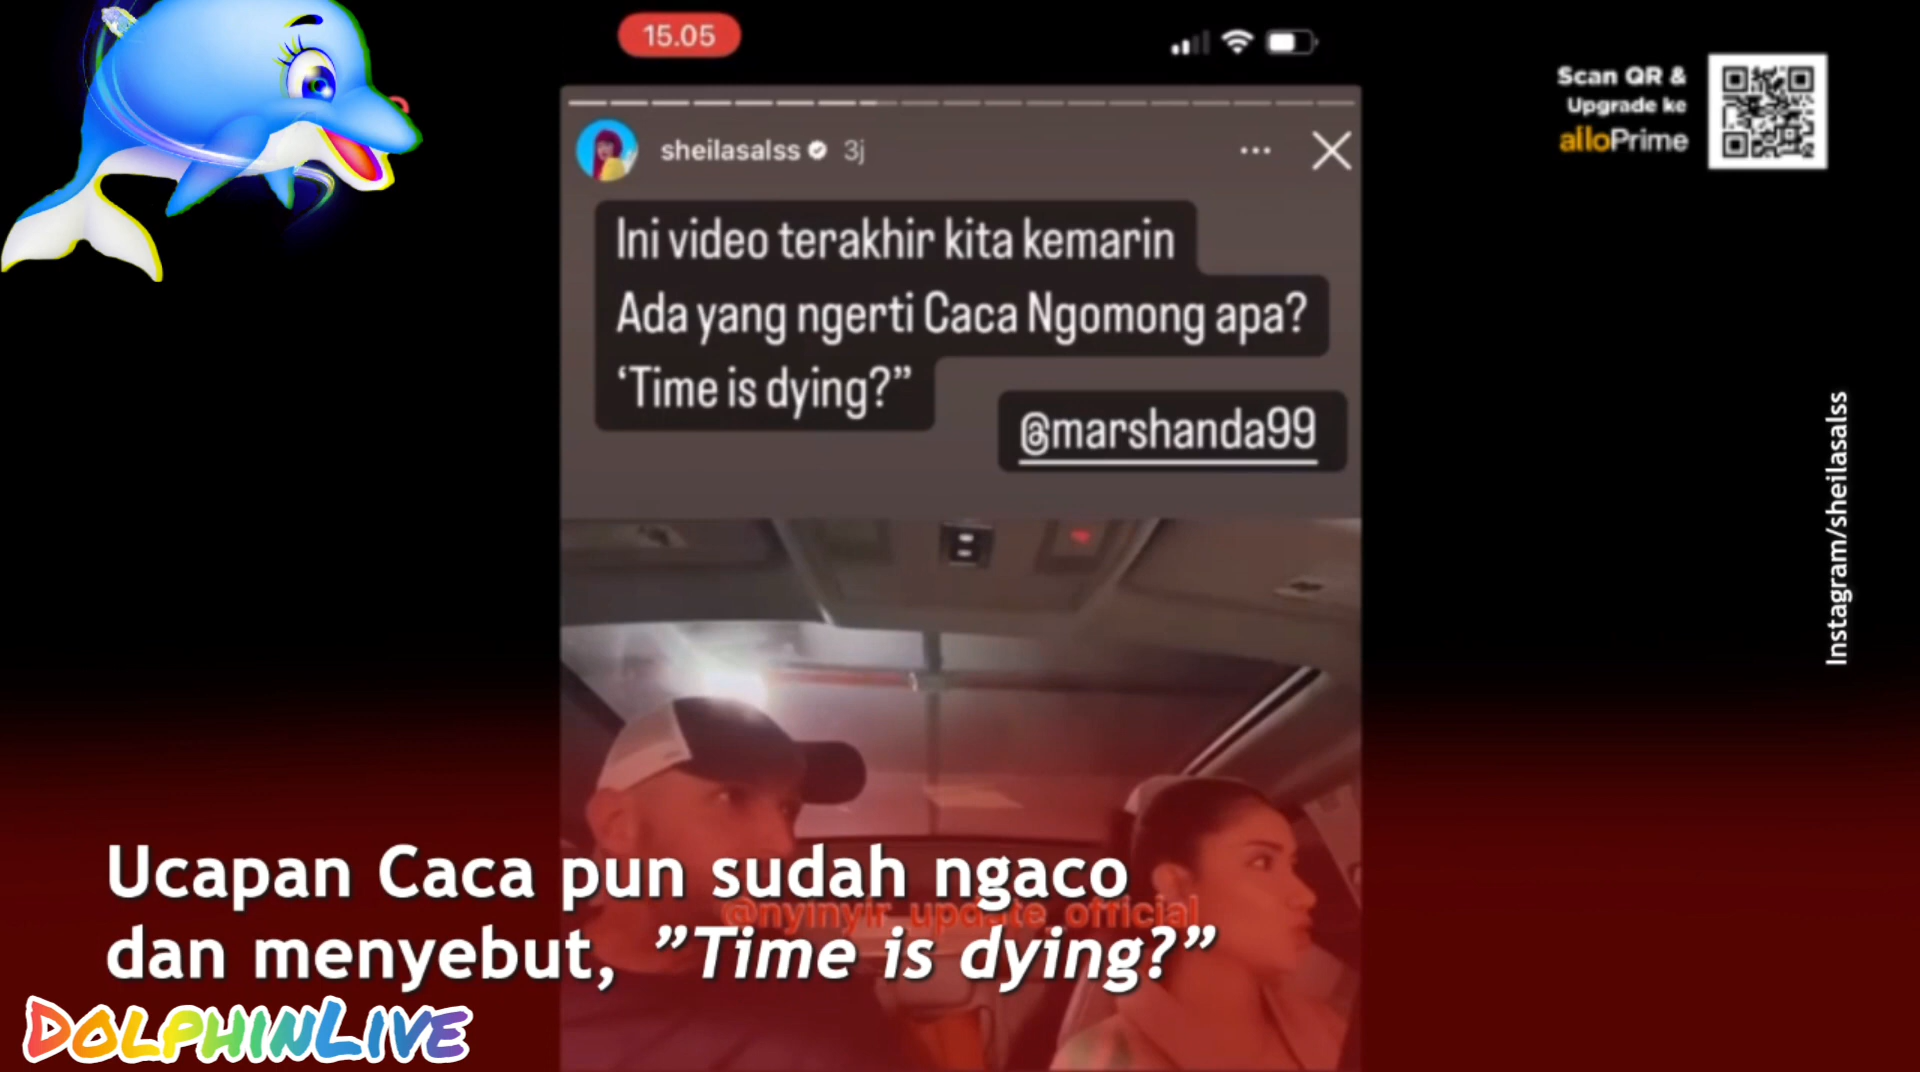 15.05
Scan QR &
Upgrade ke
alloPrime
sheilasalss 3j
Ini video terakhir kita kemarin
Ada yang ngerti Caca Ngomong apa?
‘Time is dying?”
@marshanda99
Instagram/sheilasalss
Ucapan Caca pun sudah ngaco
@nyinyir_update_official
dan menyebut, ”Time is dying?”
DOLPHINLIVE